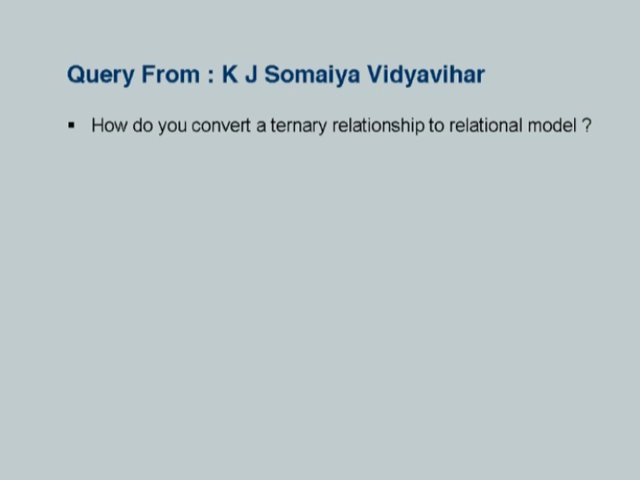 Query From : K J Somaiya Vidyavihar
▪ How do you convert a ternary relationship to relational model ?